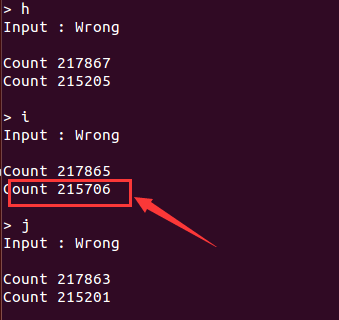 > h
Input : Wrong
Count 217867
Count 215205
> i
Input : Wrong
Count 217865
Count 215706
> j
Input : Wrong
Count 217863
Count 215201